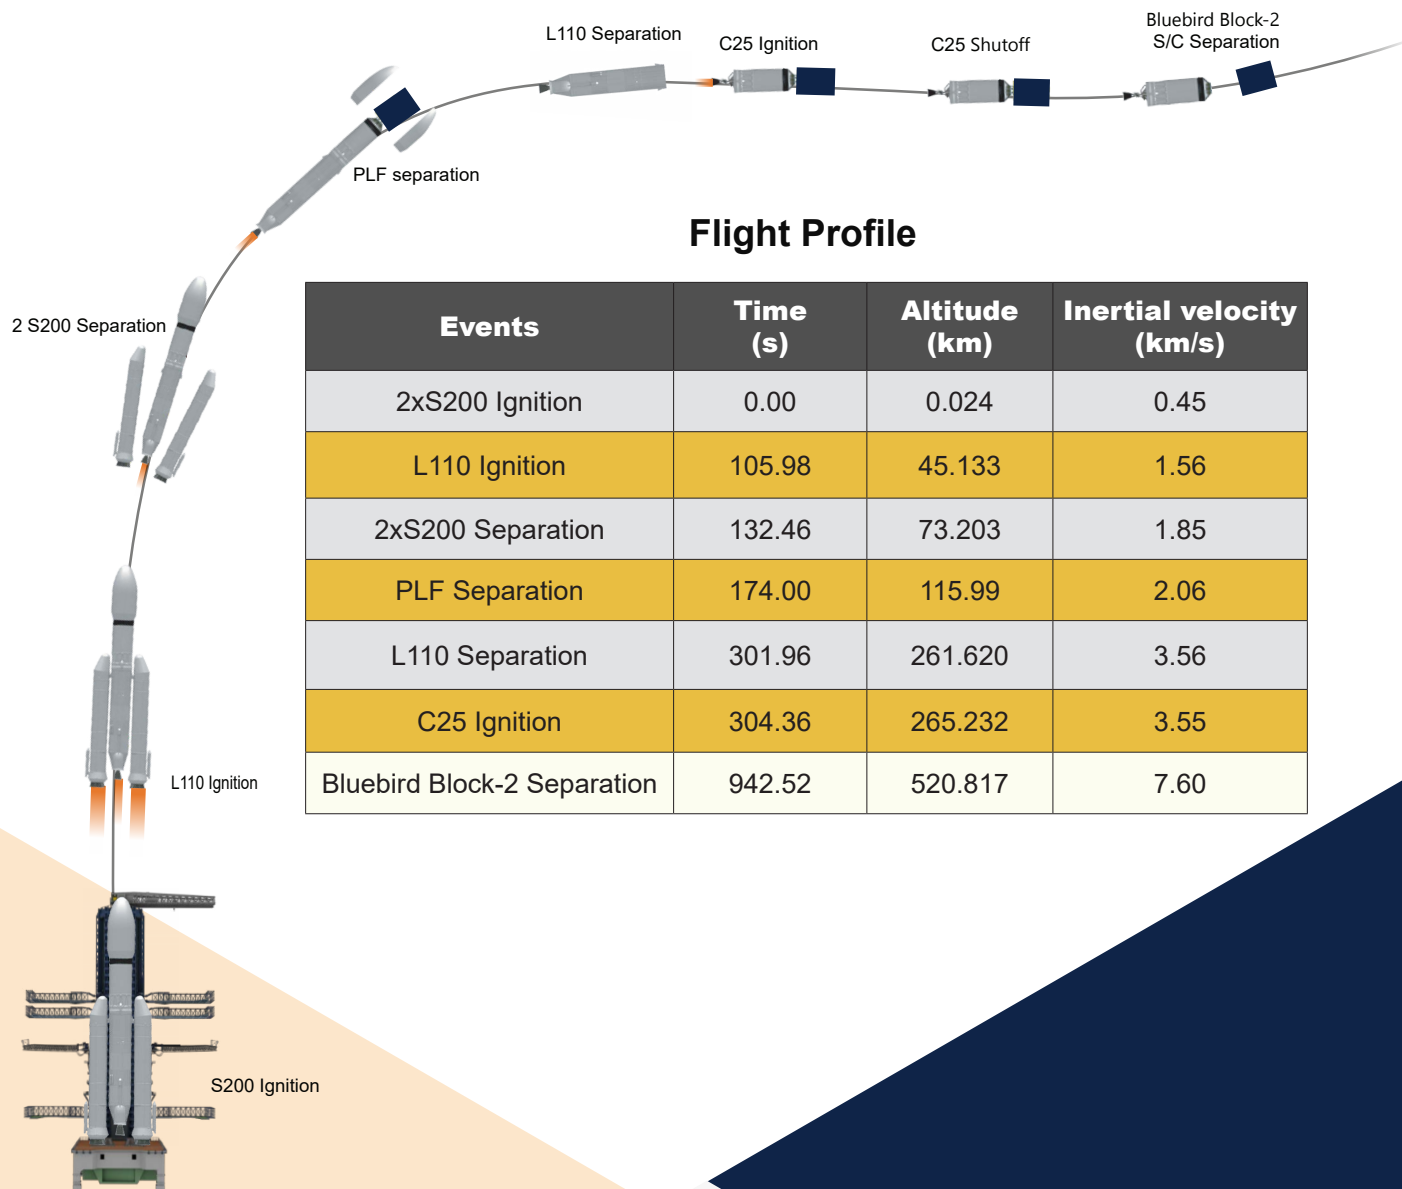 L110 Separation
C25 Ignition
C25 Shutoff
Bluebird Block-2
S/C Separation
PLF separation
2 S200 Separation
L110 Ignition
S200 Ignition
Flight Profile
Events Time (s) Altitude (km) Inertial velocity (km/s)
2xS200 Ignition 0.00 0.024 0.45
L110 Ignition 105.98 45.133 1.56
2xS200 Separation 132.46 73.203 1.85
PLF Separation 174.00 115.99 2.06
L110 Separation 301.96 261.620 3.56
C25 Ignition 304.36 265.232 3.55
Bluebird Block-2 Separation 942.52 520.817 7.60